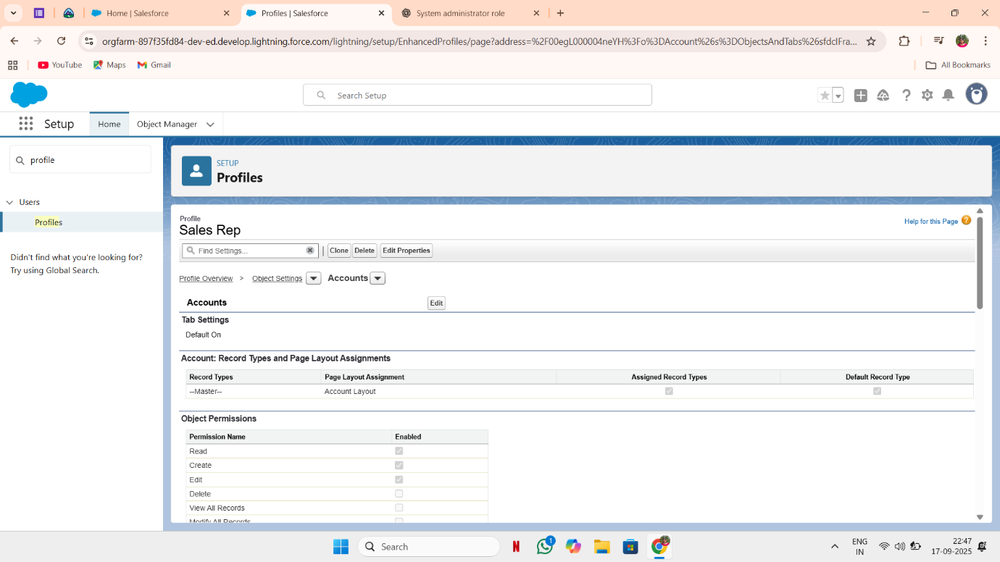 Home | Salesforce
Profiles | Salesforce
System administrator role
orgfarm-897f35fd84-dev-ed.develop.lightning.force.com/lightning/setup/EnhancedProfiles/page?address=%2F00egL000004neYH%3Fo%3DAccount%26s%3DObjectsAndTabs%26sfdcIFra...
YouTube Maps Gmail All Bookmarks
Search Setup
Setup Home Object Manager
profile
Users
Profiles
Didn't find what you're looking for?
Try using Global Search.
SETUP
Profiles
Profile
Sales Rep
Help for this Page ?
Find Settings... | Clone Delete Edit Properties
Profile Overview > Object Settings Accounts
Accounts Edit
Tab Settings
Default On
Account: Record Types and Page Layout Assignments
Record Types Page Layout Assignment Assigned Record Types Default Record Type
--Master-- Account Layout
Object Permissions
Permission Name Enabled
Read
Create
Edit
Delete
View All Records
Modify All Records
Search
N
1
ENG
IN
22:47
17-09-2025